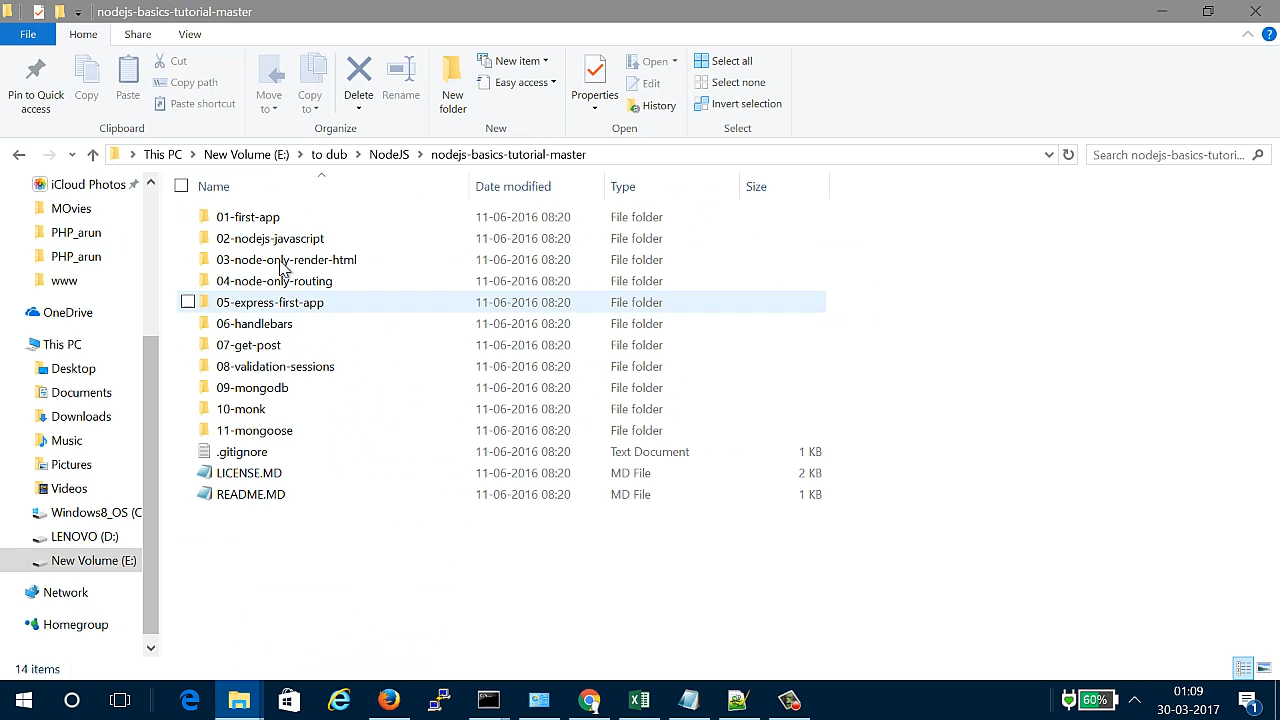 nodejs-basics-tutorial-master
File Home Share View
Pin to Quick access
Copy
Paste
Cut
Copy path
Paste shortcut
Clipboard
Move to
Copy to
Delete
Rename
Organize
New folder
New item
Easy access
New
Properties
Open
Edit
History
Open
Select all
Select none
Invert selection
Select
This PC > New Volume (E:) > to dub > NodeJS > nodejs-basics-tutorial-master
Search nodejs-basics-tutori...
iCloud Photos
MOvies
PHP_arun
PHP_arun
www
OneDrive
This PC
Desktop
Documents
Downloads
Music
Pictures
Videos
Windows8_OS (C
LENOVO (D:)
New Volume (E:)
Network
Homegroup
Name Date modified Type Size
01-first-app 11-06-2016 08:20 File folder
02-nodejs-javascript 11-06-2016 08:20 File folder
03-node-only-render-html 11-06-2016 08:20 File folder
04-node-only-routing 11-06-2016 08:20 File folder
05-express-first-app 11-06-2016 08:20 File folder
06-handlebars 11-06-2016 08:20 File folder
07-get-post 11-06-2016 08:20 File folder
08-validation-sessions 11-06-2016 08:20 File folder
09-mongodb 11-06-2016 08:20 File folder
10-monk 11-06-2016 08:20 File folder
11-mongoose 11-06-2016 08:20 File folder
.gitignore 11-06-2016 08:20 Text Document 1 KB
LICENSE.MD 11-06-2016 08:20 MD File 2 KB
README.MD 11-06-2016 08:20 MD File 1 KB
14 items
60%
01:09
30-03-2017
1